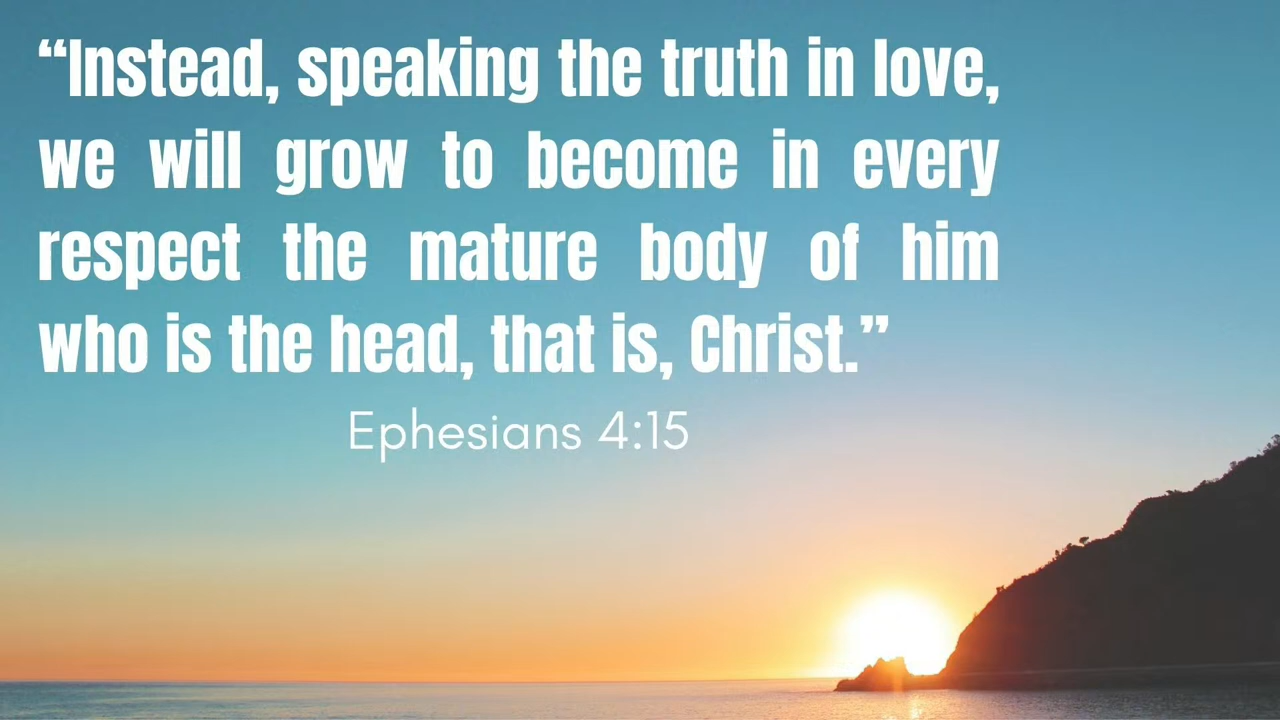 “Instead, speaking the truth in love,
we will grow to become in every
respect the mature body of him
who is the head, that is, Christ.”
Ephesians 4:15